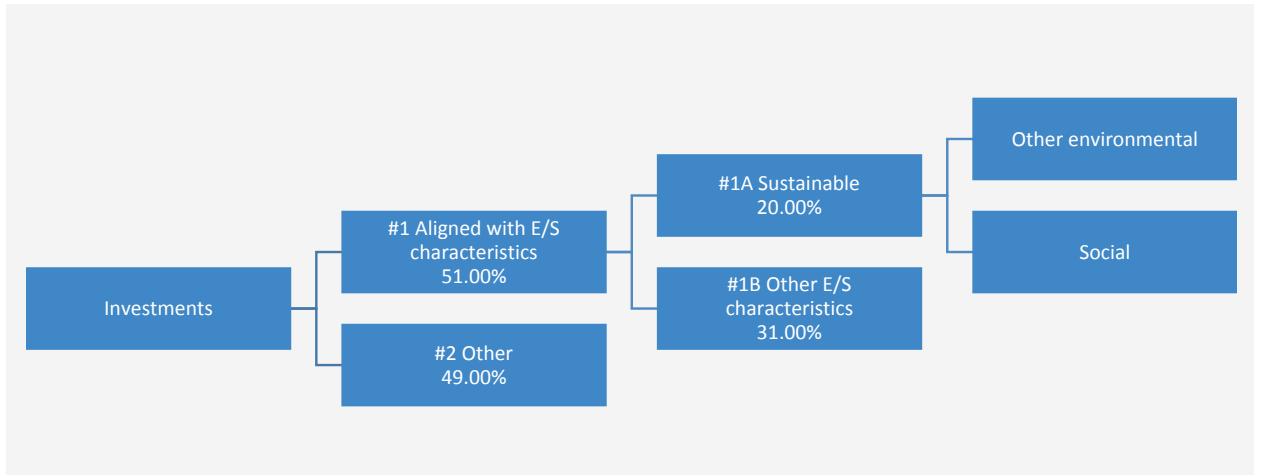 Investments
#1 Aligned with E/S
characteristics
51.00%
#2 Other
49.00%
#1A Sustainable
20.00%
#1B Other E/S
characteristics
31.00%
Other environmental
Social